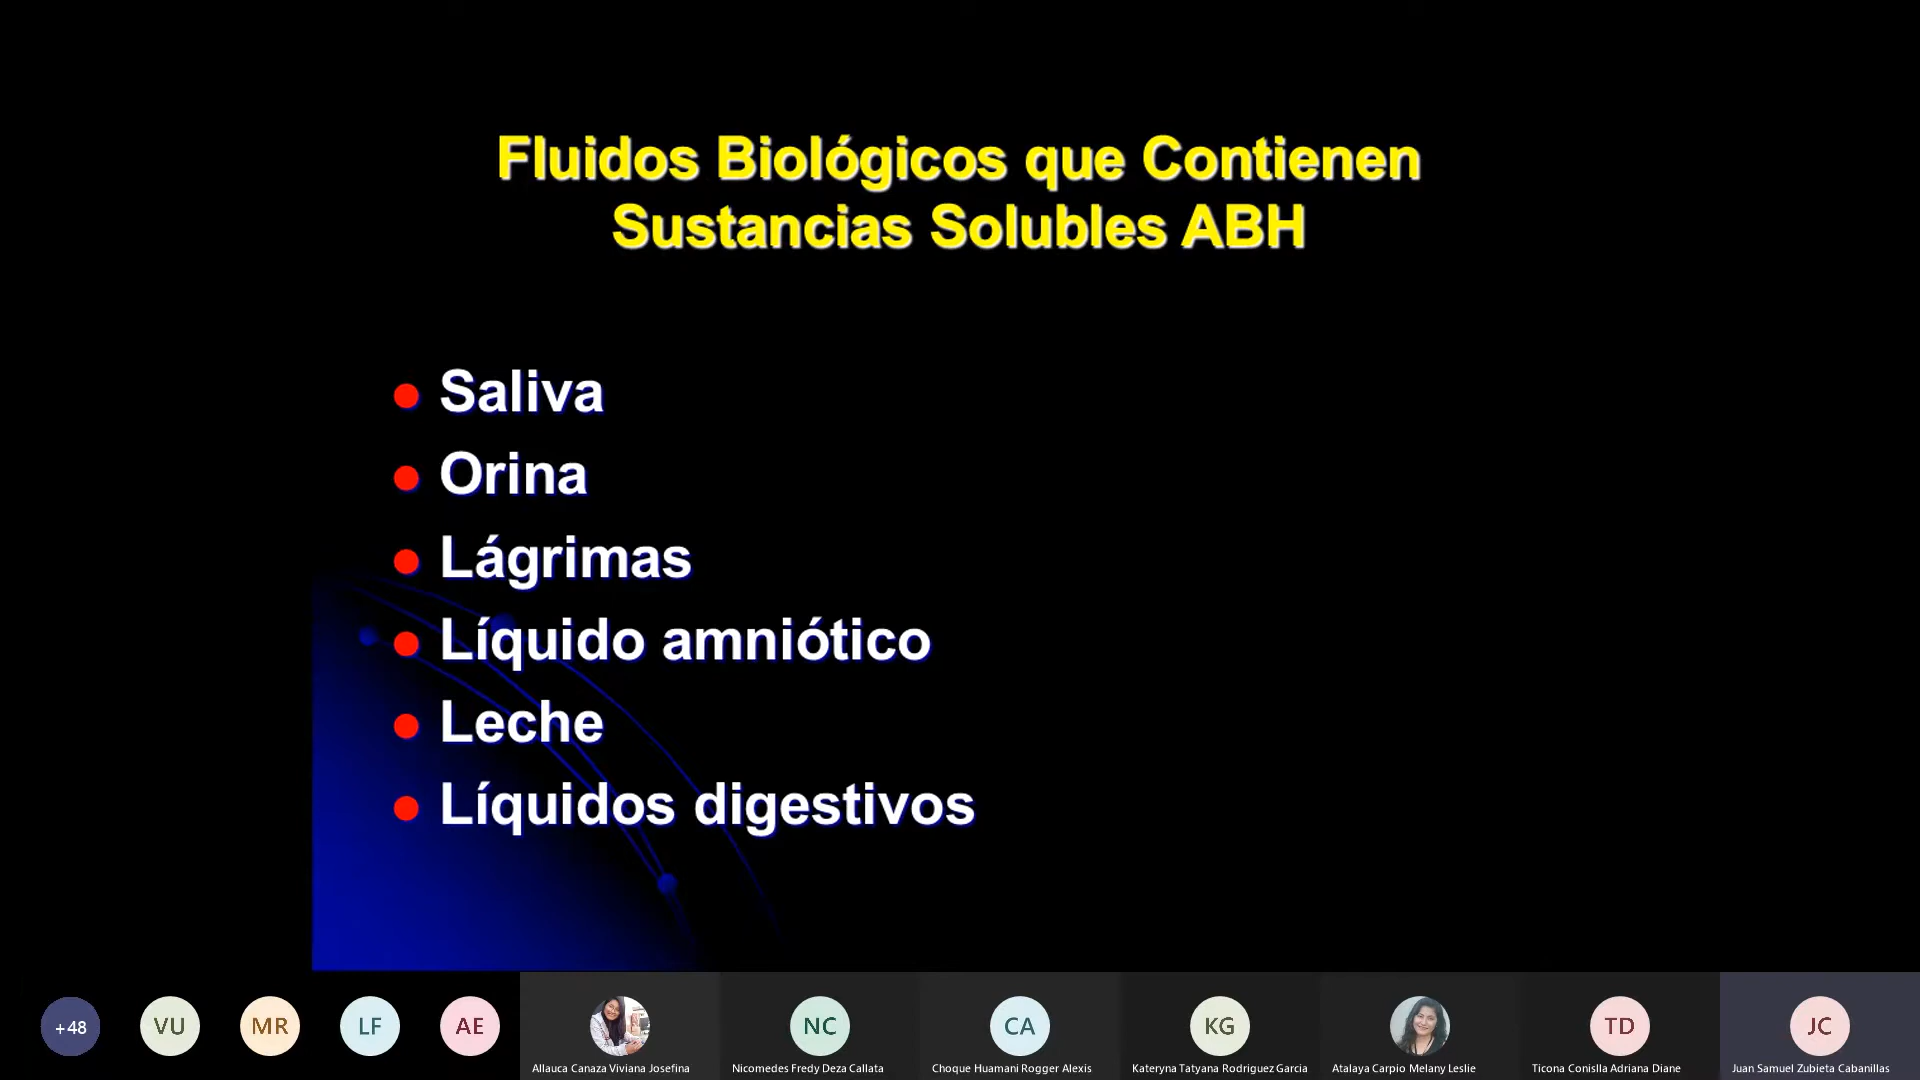 Fluidos Biológicos que Contienen
Sustancias Solubles ABH
Saliva
Orina
Lágrimas
Líquido amniótico
Leche
Líquidos digestivos
+48
VU
MR
LF
AE
Allauca Canaza Viviana Josefina
NC
Nicomedes Fredy Deza Callata
CA
Choque Huamani Rogger Alexis
KG
Kateryna Tatyana Rodriguez Garcia
Atalaya Carpio Melany Leslie
TD
Ticona Conislla Adriana Diane
JC
Juan Samuel Zubieta Cabanillas